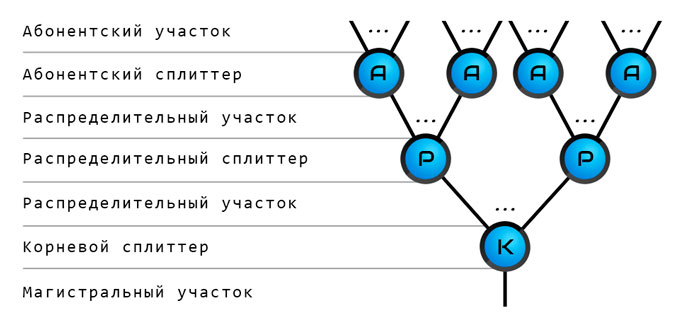 Абонентский участок
...
...
...
...
Абонентский сплиттер
А
А
А
А
Распределительный участок
...
...
Распределительный сплиттер
Р
Р
Распределительный участок
...
Корневой сплиттер
К
Магистральный участок